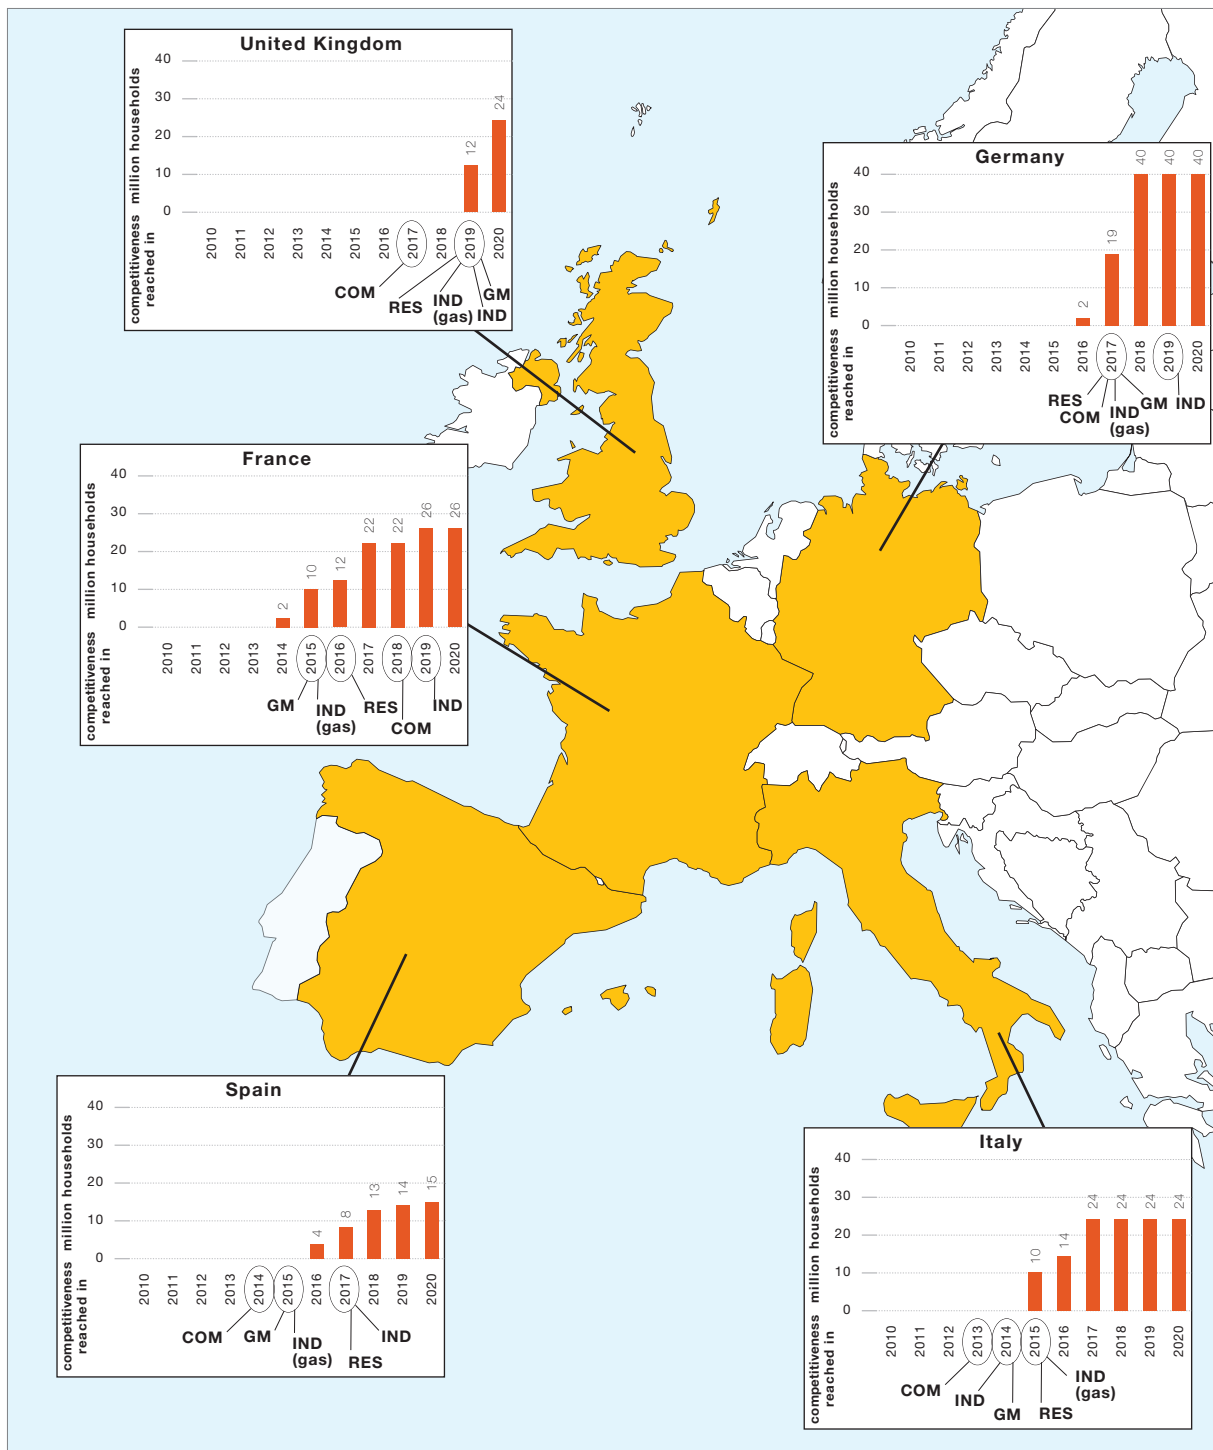 United Kingdom
million households
40
30
20
10
0
12
24
competitiveness
reached in
2010
2011
2012
2013
2014
2015
2016
2017
2018
2019
2020
COM
RES
IND
(gas)
GM
IND
Germany
million households
40
30
20
10
0
2
19
40
40
40
competitiveness
reached in
2010
2011
2012
2013
2014
2015
2016
2017
2018
2019
2020
RES
COM
IND
(gas)
GM
IND
France
million households
40
30
20
10
0
2
10
12
22
22
26
26
competitiveness
reached in
2010
2011
2012
2013
2014
2015
2016
2017
2018
2019
2020
GM
IND
(gas)
RES
COM
IND
Spain
million households
40
30
20
10
0
4
8
13
14
15
competitiveness
reached in
2010
2011
2012
2013
2014
2015
2016
2017
2018
2019
2020
COM
GM
IND
(gas)
RES
IND
Italy
million households
40
30
20
10
0
10
14
24
24
24
24
competitiveness
reached in
2010
2011
2012
2013
2014
2015
2016
2017
2018
2019
2020
COM
IND
GM
RES
IND
(gas)